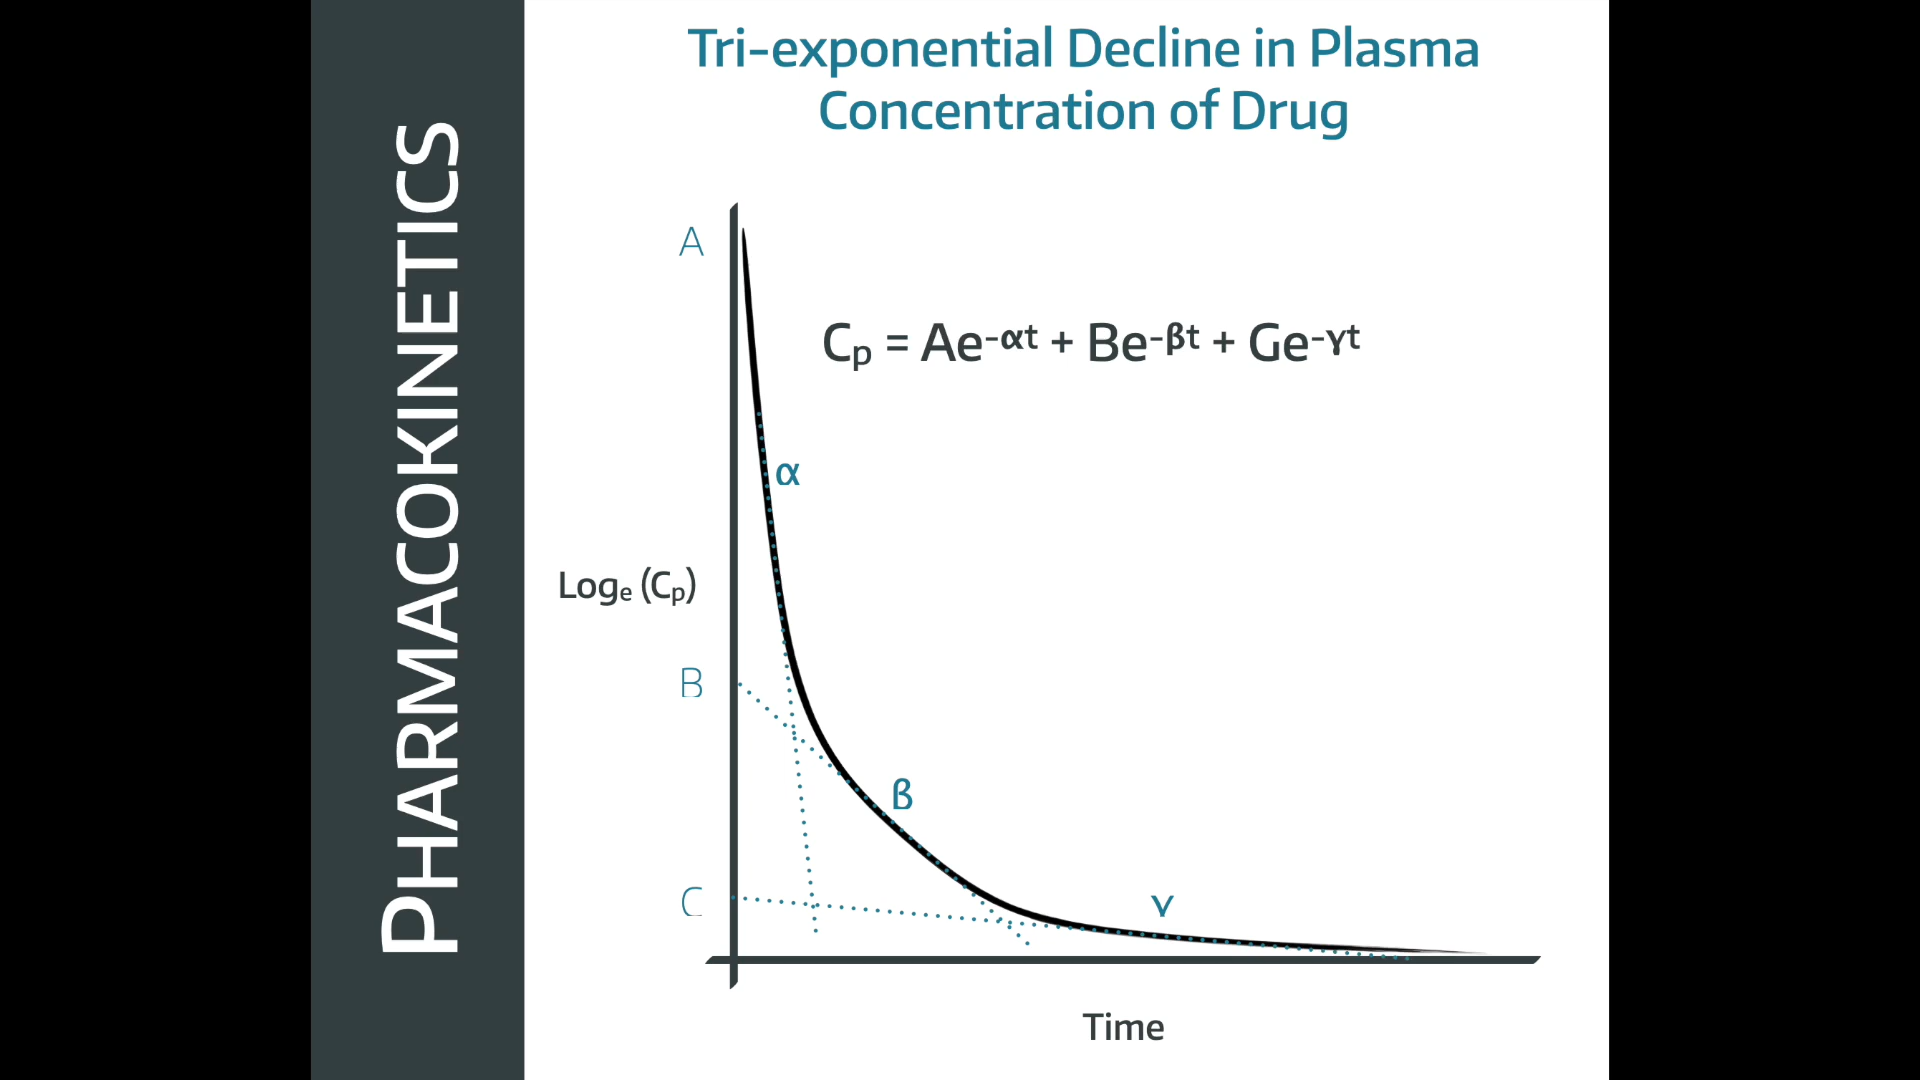 PHARMACOKINETICS
Tri-exponential Decline in Plasma
Concentration of Drug
A
Cp = Ae-αt + Be-βt + Ge-γt
α
Loge (Cp)
B
β
C
γ
Time